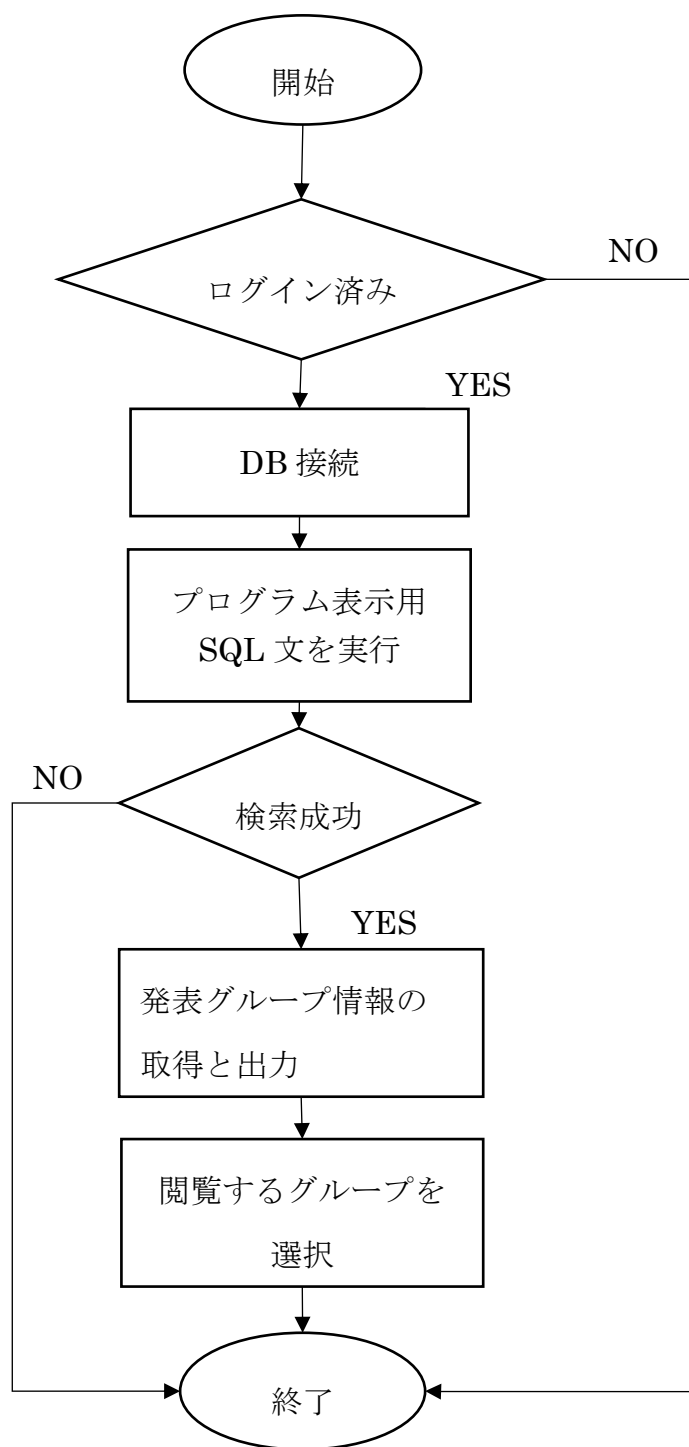 開始
ログイン済み
NO
YES
DB 接続
プログラム表示用
SQL 文を実行
NO
検索成功
YES
発表グループ情報の
取得と出力
閲覧するグループを
選択
終了